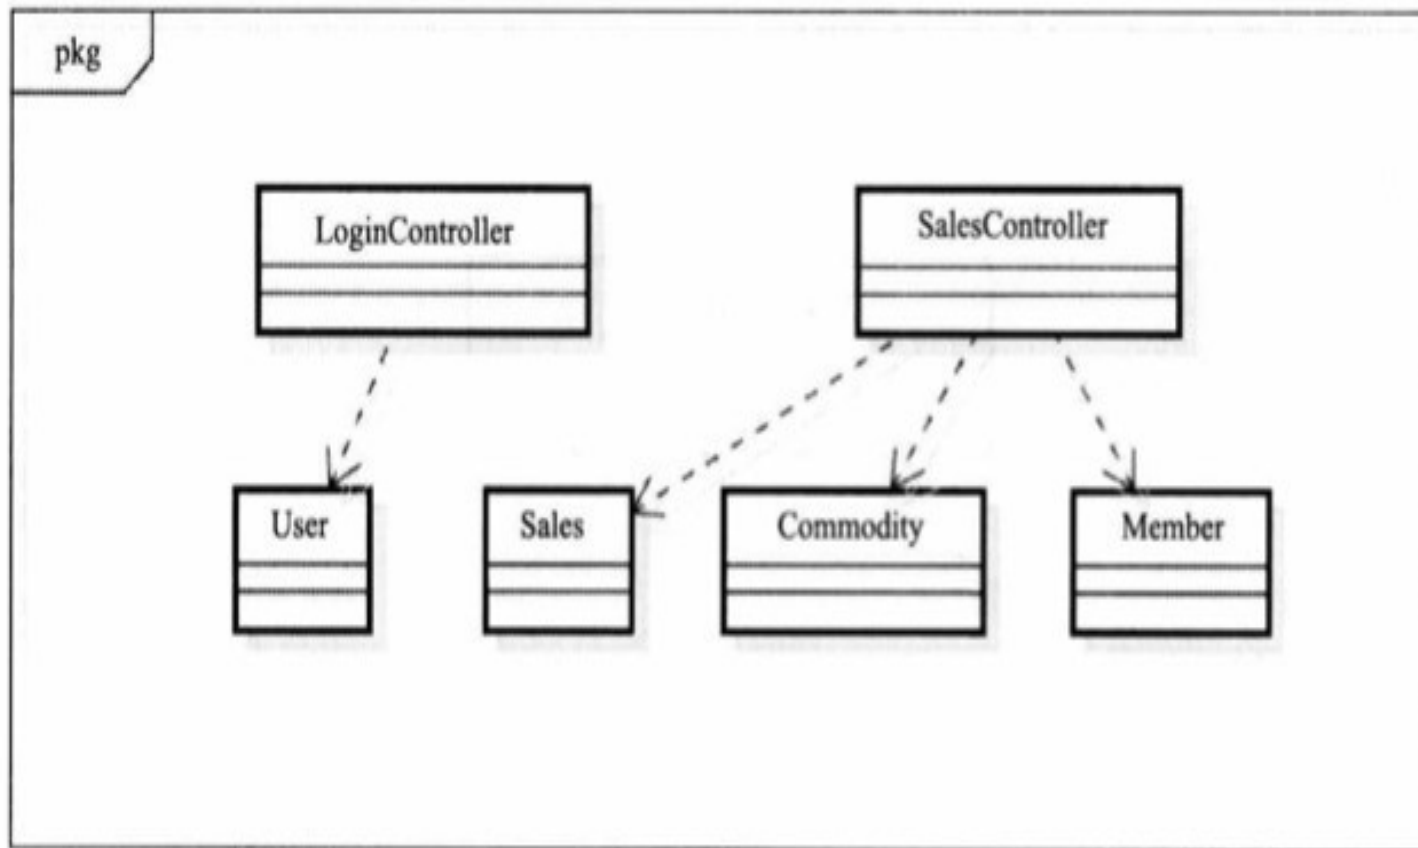 pkg
LoginController
SalesController
User
Sales
Commodity
Member